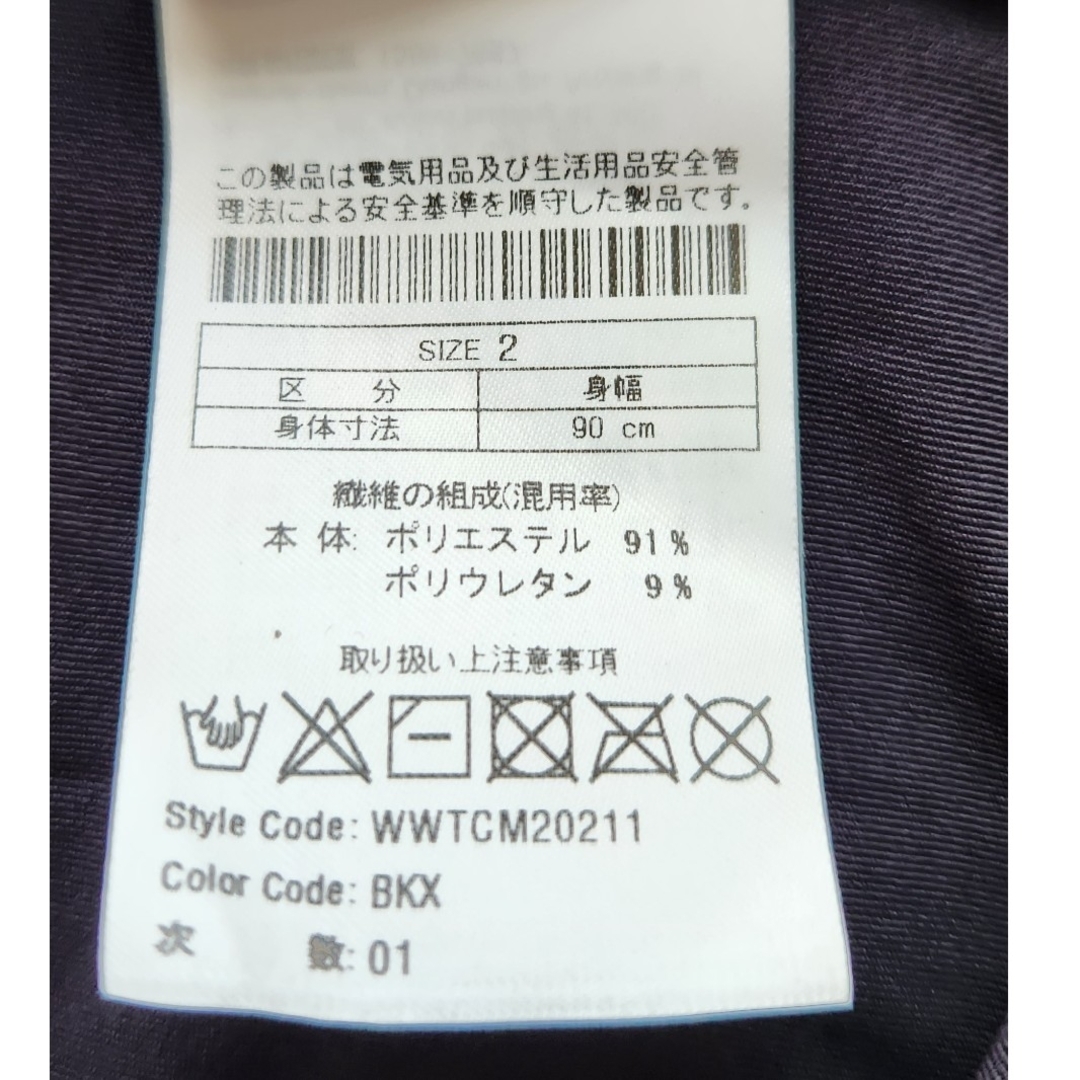 この製品は電気用品及び生活用品安全管
理法による安全基準を順守した製品です。
SIZE 2
区 分 身幅
身体寸法 90 cm
繊維の組成(混用率)
本 体: ポリエステル 91%
ポリウレタン 9%
取り扱い上注意事項
Style Code: WWTCM20211
Color Code: BKX
次 数: 01